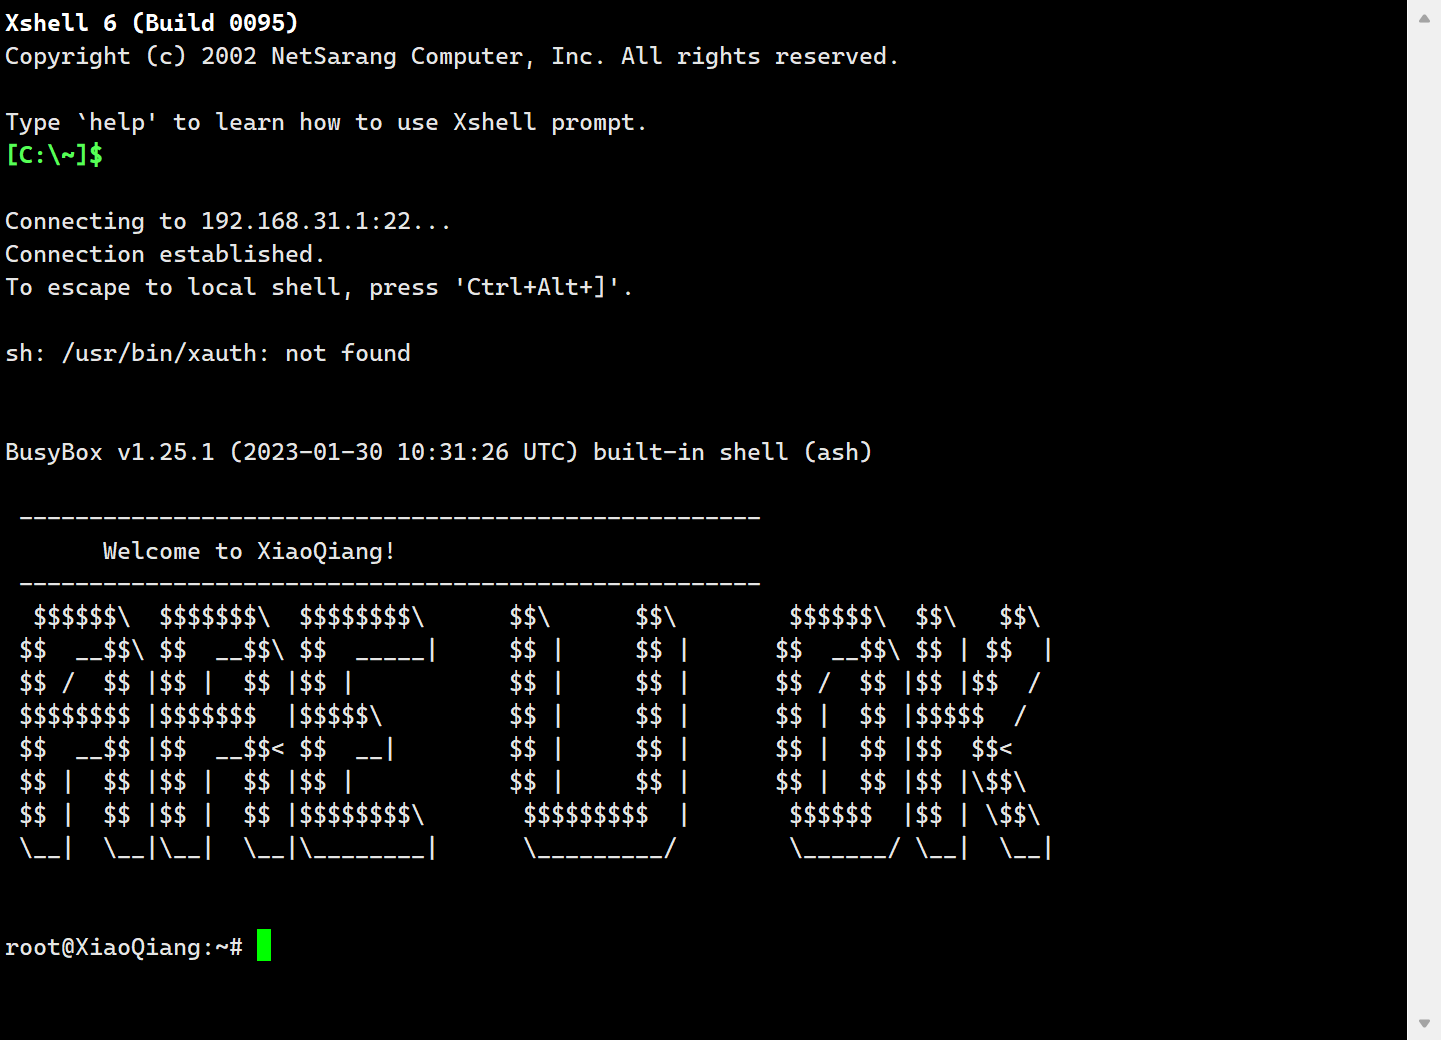 Xshell 6 (Build 0095)
Copyright (c) 2002 NetSarang Computer, Inc. All rights reserved.

Type `help' to learn how to use Xshell prompt.
[C:\~]$

Connecting to 192.168.31.1:22...
Connection established.
To escape to local shell, press 'Ctrl+Alt+]'.

sh: /usr/bin/xauth: not found


BusyBox v1.25.1 (2023-01-30 10:31:26 UTC) built-in shell (ash)

 -----------------------------------------------------
       Welcome to XiaoQiang!
 -----------------------------------------------------
  $$$$$$\  $$$$$$$\  $$$$$$$$\      $$\      $$\        $$$$$$\  $$\   $$\
 $$  __$$\ $$  __$$\ $$  _____|     $$ |     $$ |      $$  __$$\ $$ | $$  |
 $$ /  $$ |$$ |  $$ |$$ |           $$ |     $$ |      $$ /  $$ |$$ |$$  /
 $$$$$$$$ |$$$$$$$  |$$$$$\         $$ |     $$ |      $$ |  $$ |$$$$$  /
 $$  __$$ |$$  __$$< $$  __|        $$ |     $$ |      $$ |  $$ |$$  $$<
 $$ |  $$ |$$ |  $$ |$$ |           $$ |     $$ |      $$ |  $$ |$$ |\$$\
 $$ |  $$ |$$ |  $$ |$$$$$$$$\       $$$$$$$$$  |       $$$$$$  |$$ | \$$\
 \__|  \__|\__|  \__|\________|      \_________/        \______/ \__|  \__|


root@XiaoQiang:~#